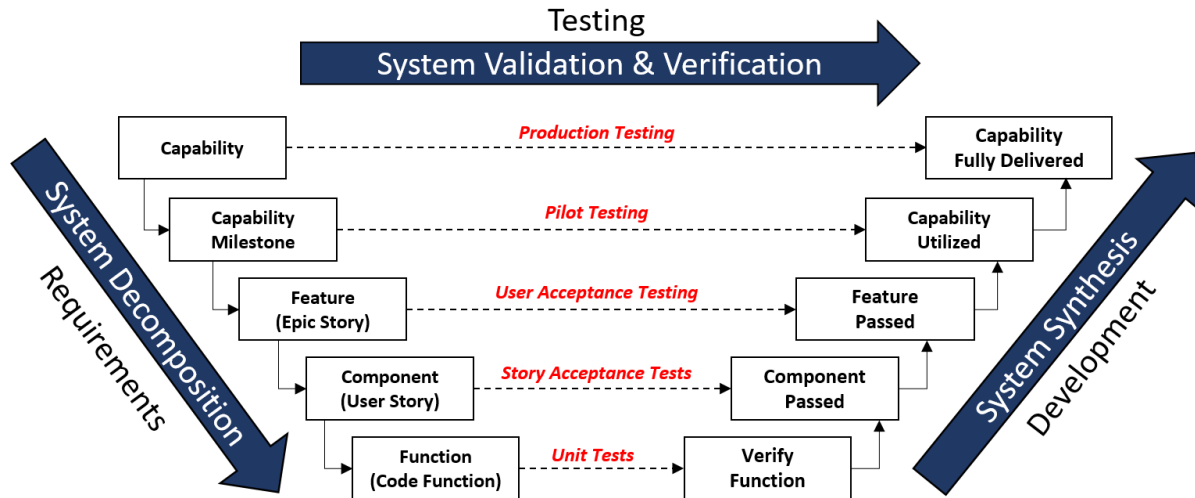 Testing
System Validation & Verification
Capability
Production Testing
Capability
Fully Delivered
Capability
Milestone
Pilot Testing
Capability
Utilized
Feature
(Epic Story)
User Acceptance Testing
Feature
Passed
Component
(User Story)
Story Acceptance Tests
Component
Passed
Function
(Code Function)
Unit Tests
Verify
Function
System Decomposition
Requirements
System Synthesis
Development